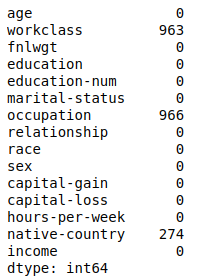 age 0
workclass 963
fnlwgt 0
education 0
education-num 0
marital-status 0
occupation 966
relationship 0
race 0
sex 0
capital-gain 0
capital-loss 0
hours-per-week 0
native-country 274
income 0
dtype: int64